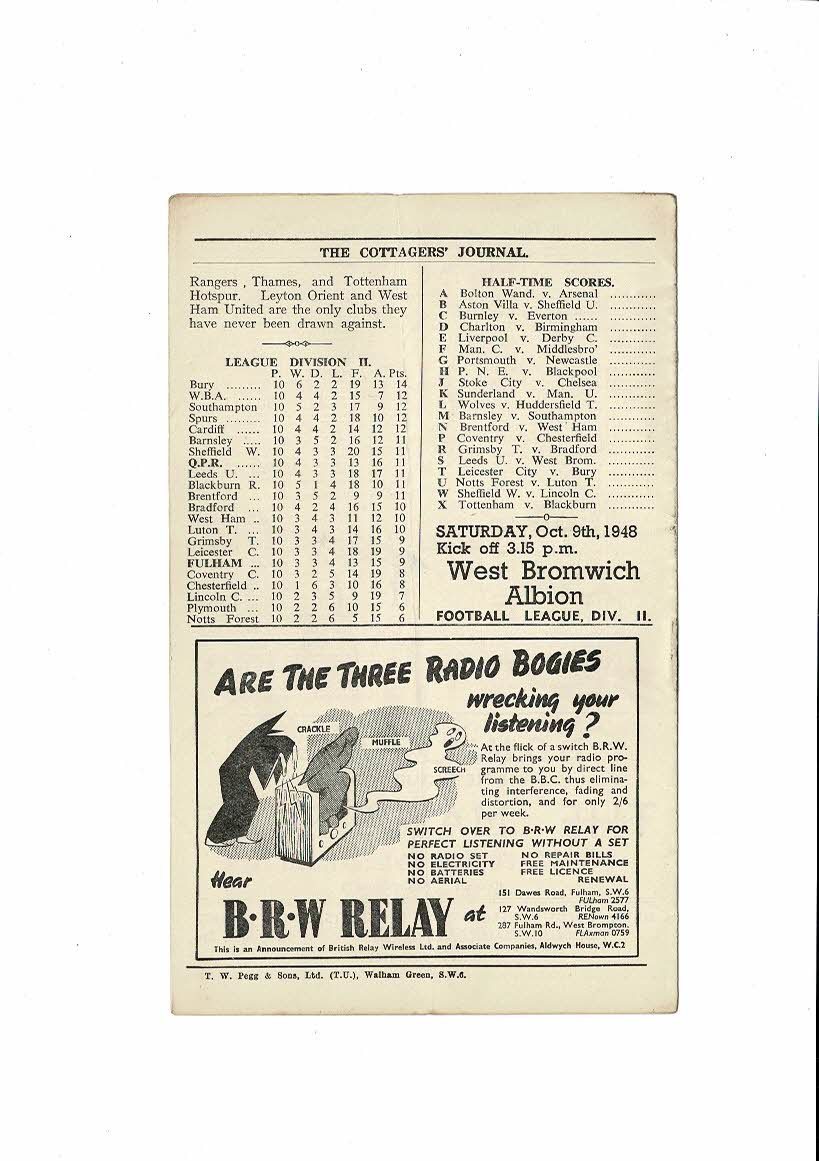 THE COTTAGERS' JOURNAL.
Rangers , Thames, and Tottenham
Hotspur. Leyton Orient and West
Ham United are the only clubs they
have never been drawn against.
LEAGUE DIVISION II.
P. W. D. L. F. A. Pts.
Bury ......... 10 6 2 2 19 13 14
W.B.A. ...... 10 4 4 2 15 7 12
Southampton 10 5 2 3 17 9 12
Spurs ......... 10 4 4 2 18 10 12
Cardiff ...... 10 4 4 2 14 12 12
Barnsley ..... 10 3 5 2 16 12 11
Sheffield W. 10 4 3 3 20 15 11
Q.P.R. ...... 10 4 3 3 13 16 11
Leeds U. ... 10 4 3 3 18 17 11
Blackburn R. 10 5 1 4 18 10 11
Brentford ... 10 3 5 2 9 9 11
Bradford ... 10 4 2 4 16 15 10
West Ham .. 10 3 4 3 11 12 10
Luton T. ... 10 3 4 3 14 16 10
Grimsby T. 10 3 3 4 17 15 9
Leicester C. 10 3 3 4 18 19 9
FULHAM ... 10 3 3 4 13 15 9
Coventry C. 10 3 2 5 14 19 8
Chesterfield .. 10 1 6 3 10 16 8
Lincoln C. ... 10 2 3 5 9 19 7
Plymouth ... 10 2 2 6 10 15 6
Notts Forest 10 2 2 6 5 15 6
HALF-TIME SCORES.
A Bolton Wand. v. Arsenal ............
B Aston Villa v. Sheffield U. ............
C Burnley v. Everton ...... ............
D Charlton v. Birmingham ............
E Liverpool v. Derby C. ............
F Man. C. v. Middlesbro' ............
G Portsmouth v. Newcastle ............
H P. N. E. v. Blackpool ............
J Stoke City v. Chelsea ............
K Sunderland v. Man. U. ............
L Wolves v. Huddersfield T. ............
M Barnsley v. Southampton ............
N Brentford v. West Ham ............
P Coventry v. Chesterfield ............
R Grimsby T. v. Bradford ............
S Leeds U. v. West Brom. ............
T Leicester City v. Bury ............
U Notts Forest v. Luton T. ............
W Sheffield W. v. Lincoln C. ............
X Tottenham v. Blackburn ............
SATURDAY, Oct. 9th, 1948
Kick off 3.15 p.m.
West Bromwich
Albion
FOOTBALL LEAGUE, DIV. II.
ARE THE THREE RADIO BOGIES
wrecking your
listening?
CRACKLE
MUFFLE
SCREECH
At the flick of a switch B.R.W.
Relay brings your radio pro-
gramme to you by direct line
from the B.B.C. thus elimina-
ting interference, fading and
distortion, and for only 2/6
per week.
SWITCH OVER TO B·R·W RELAY FOR
PERFECT LISTENING WITHOUT A SET
NO RADIO SET
NO ELECTRICITY
NO BATTERIES
NO AERIAL
NO REPAIR BILLS
FREE MAINTENANCE
FREE LICENCE
RENEWAL
Hear
B·R·W RELAY at
151 Dawes Road, Fulham, S.W.6
FULham 2577
127 Wandsworth Bridge Road,
S.W.6 RENown 4166
287 Fulham Rd., West Brompton.
S.W.10 FLAxman 0759
This is an Announcement of British Relay Wireless Ltd. and Associate Companies, Aldwych House, W.C.2
T. W. Pegg & Sons, Ltd. (T.U.), Walham Green, S.W.6.